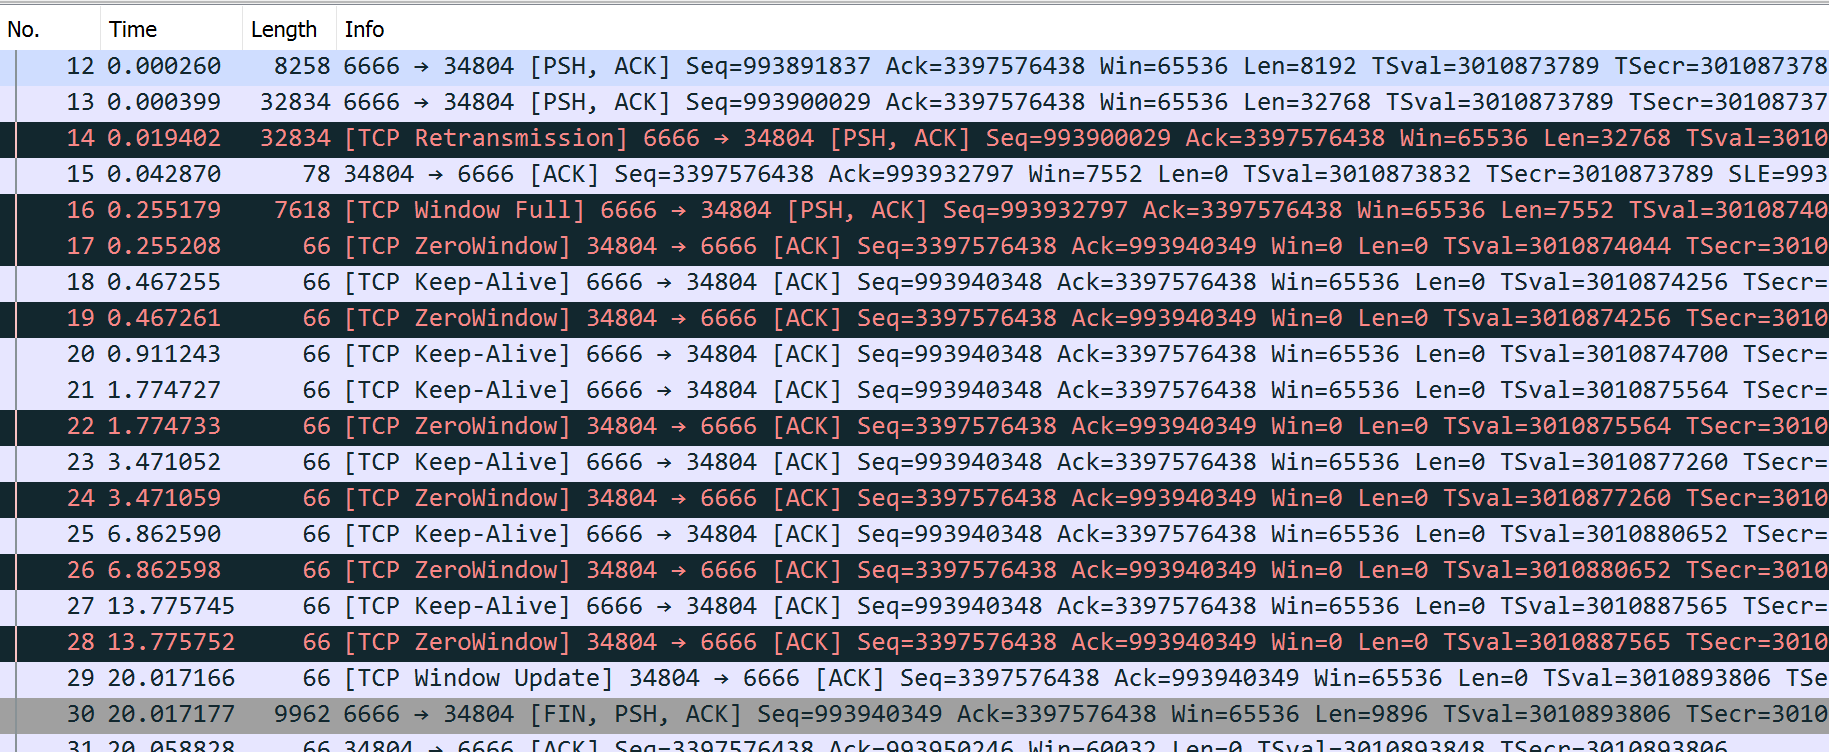 No. Time Length Info
12 0.000260 8258 6666 → 34804 [PSH, ACK] Seq=993891837 Ack=3397576438 Win=65536 Len=8192 TSval=3010873789 TSecr=301087378
13 0.000399 32834 6666 → 34804 [PSH, ACK] Seq=993900029 Ack=3397576438 Win=65536 Len=32768 TSval=3010873789 TSecr=30108737
14 0.019402 32834 [TCP Retransmission] 6666 → 34804 [PSH, ACK] Seq=993900029 Ack=3397576438 Win=65536 Len=32768 TSval=3010
15 0.042870 78 34804 → 6666 [ACK] Seq=3397576438 Ack=993932797 Win=7552 Len=0 TSval=3010873832 TSecr=3010873789 SLE=993
16 0.255179 7618 [TCP Window Full] 6666 → 34804 [PSH, ACK] Seq=993932797 Ack=3397576438 Win=65536 Len=7552 TSval=30108740
17 0.255208 66 [TCP ZeroWindow] 34804 → 6666 [ACK] Seq=3397576438 Ack=993940349 Win=0 Len=0 TSval=3010874044 TSecr=3010
18 0.467255 66 [TCP Keep-Alive] 6666 → 34804 [ACK] Seq=993940348 Ack=3397576438 Win=65536 Len=0 TSval=3010874256 TSecr=
19 0.467261 66 [TCP ZeroWindow] 34804 → 6666 [ACK] Seq=3397576438 Ack=993940349 Win=0 Len=0 TSval=3010874256 TSecr=3010
20 0.911243 66 [TCP Keep-Alive] 6666 → 34804 [ACK] Seq=993940348 Ack=3397576438 Win=65536 Len=0 TSval=3010874700 TSecr=
21 1.774727 66 [TCP Keep-Alive] 6666 → 34804 [ACK] Seq=993940348 Ack=3397576438 Win=65536 Len=0 TSval=3010875564 TSecr=
22 1.774733 66 [TCP ZeroWindow] 34804 → 6666 [ACK] Seq=3397576438 Ack=993940349 Win=0 Len=0 TSval=3010875564 TSecr=3010
23 3.471052 66 [TCP Keep-Alive] 6666 → 34804 [ACK] Seq=993940348 Ack=3397576438 Win=65536 Len=0 TSval=3010877260 TSecr=
24 3.471059 66 [TCP ZeroWindow] 34804 → 6666 [ACK] Seq=3397576438 Ack=993940349 Win=0 Len=0 TSval=3010877260 TSecr=3010
25 6.862590 66 [TCP Keep-Alive] 6666 → 34804 [ACK] Seq=993940348 Ack=3397576438 Win=65536 Len=0 TSval=3010880652 TSecr=
26 6.862598 66 [TCP ZeroWindow] 34804 → 6666 [ACK] Seq=3397576438 Ack=993940349 Win=0 Len=0 TSval=3010880652 TSecr=3010
27 13.775745 66 [TCP Keep-Alive] 6666 → 34804 [ACK] Seq=993940348 Ack=3397576438 Win=65536 Len=0 TSval=3010887565 TSecr=
28 13.775752 66 [TCP ZeroWindow] 34804 → 6666 [ACK] Seq=3397576438 Ack=993940349 Win=0 Len=0 TSval=3010887565 TSecr=3010
29 20.017166 66 [TCP Window Update] 34804 → 6666 [ACK] Seq=3397576438 Ack=993940349 Win=65536 Len=0 TSval=3010893806 TSe
30 20.017177 9962 6666 → 34804 [FIN, PSH, ACK] Seq=993940349 Ack=3397576438 Win=65536 Len=9896 TSval=3010893806 TSecr=3010
31 20.058828 66 34804 → 6666 [ACK] Seq=3397576438 Ack=993950246 Win=60032 Len=0 TSval=3010893848 TSecr=3010893806